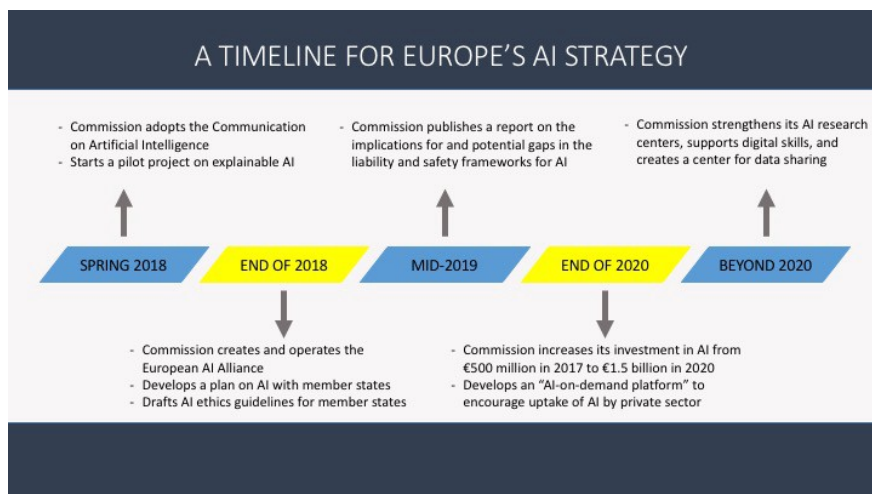 A TIMELINE FOR EUROPE'S AI STRATEGY
- Commission adopts the Communication
on Artificial Intelligence
- Starts a pilot project on explainable AI
- Commission publishes a report on the
implications for and potential gaps in the
liability and safety frameworks for AI
- Commission strengthens its AI research
centers, supports digital skills, and
creates a center for data sharing
SPRING 2018
END OF 2018
MID-2019
END OF 2020
BEYOND 2020
- Commission creates and operates the
European AI Alliance
- Develops a plan on AI with member states
- Drafts AI ethics guidelines for member states
- Commission increases its investment in AI from
€500 million in 2017 to €1.5 billion in 2020
- Develops an “AI-on-demand platform” to
encourage uptake of AI by private sector